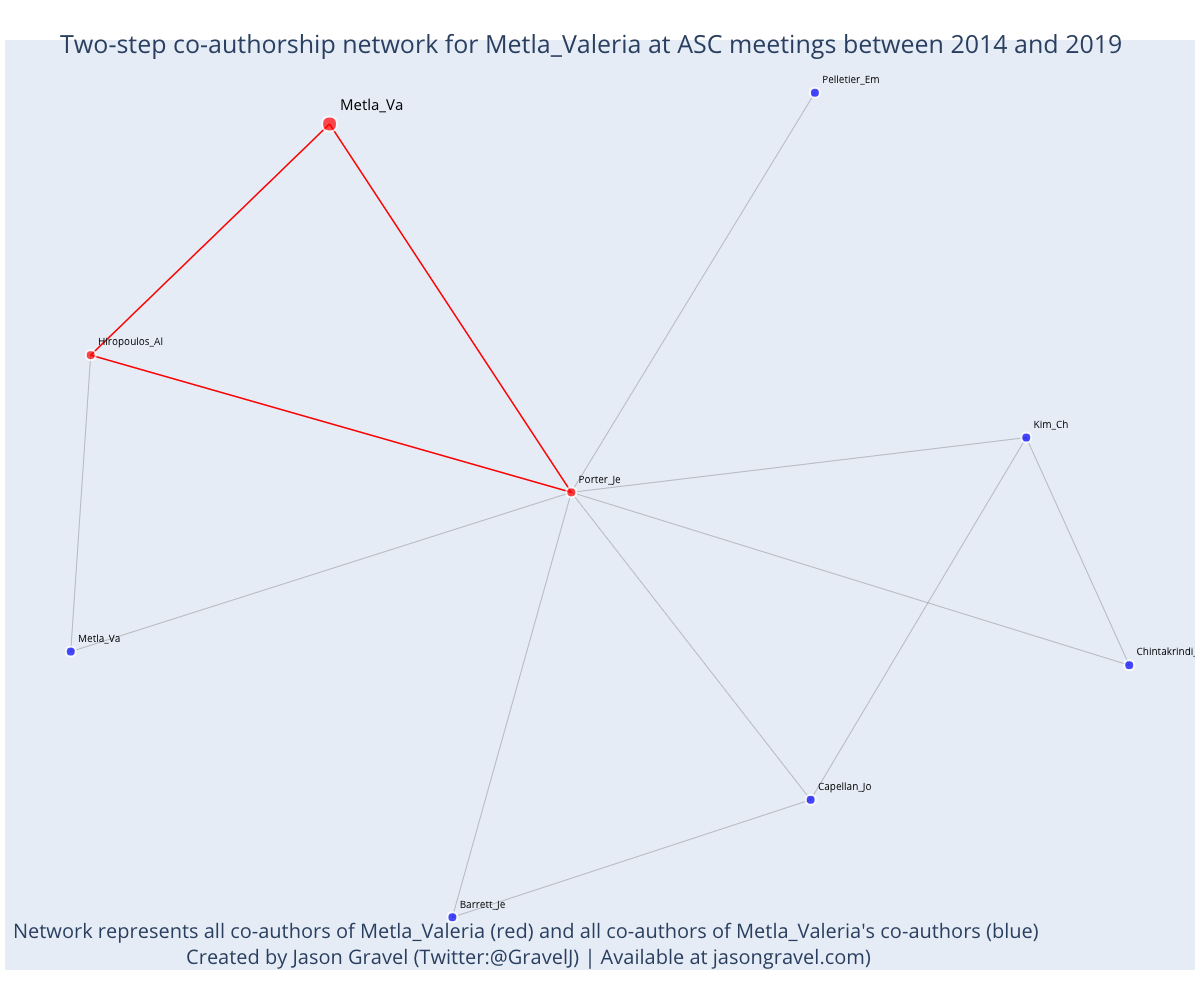 Two-step co-authorship network for Metla_Valeria at ASC meetings between 2014 and 2019
Pelletier_Em
Metla_Va
Hiropoulos_Al
Kim_Ch
Porter_Je
Metla_Va
Chintakrindi_
Capellan_Jo
Barrett_Je
Network represents all co-authors of Metla_Valeria (red) and all co-authors of Metla_Valeria's co-authors (blue)
Created by Jason Gravel (Twitter:@GravelJ) | Available at jasongravel.com)